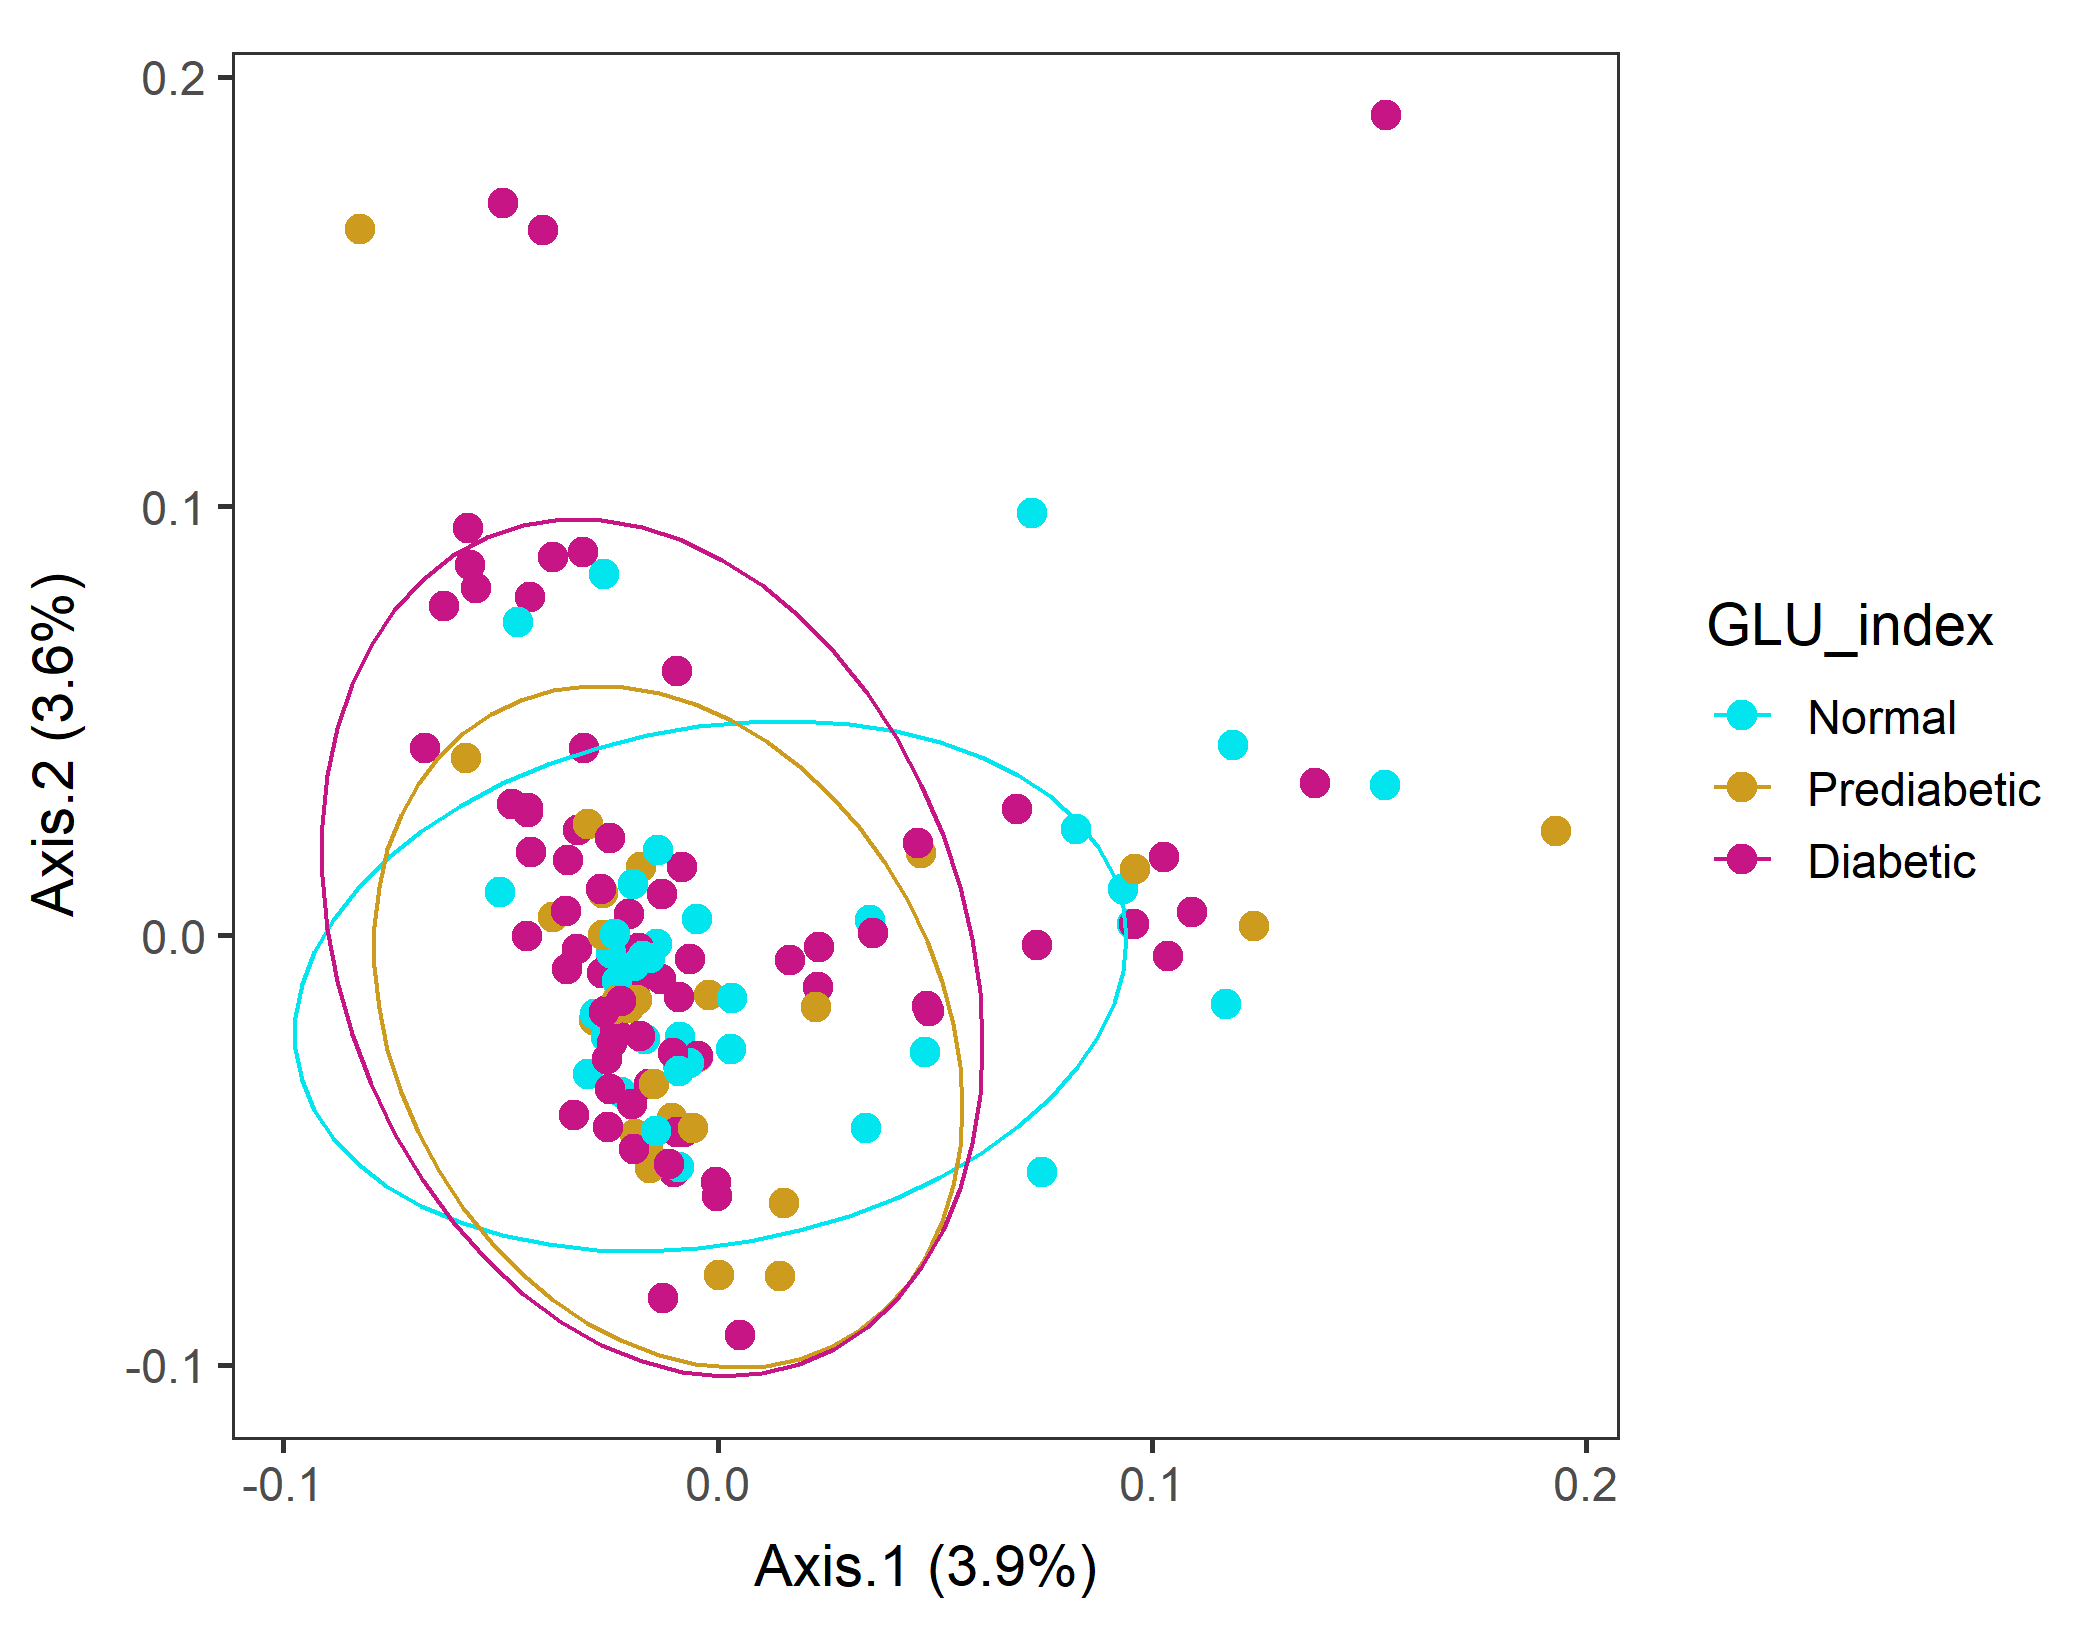 0.2
0.1
0.0
-0.1
Axis.2 (3.6%)
-0.1
0.0
0.1
0.2
Axis.1 (3.9%)
GLU_index
Normal
Prediabetic
Diabetic